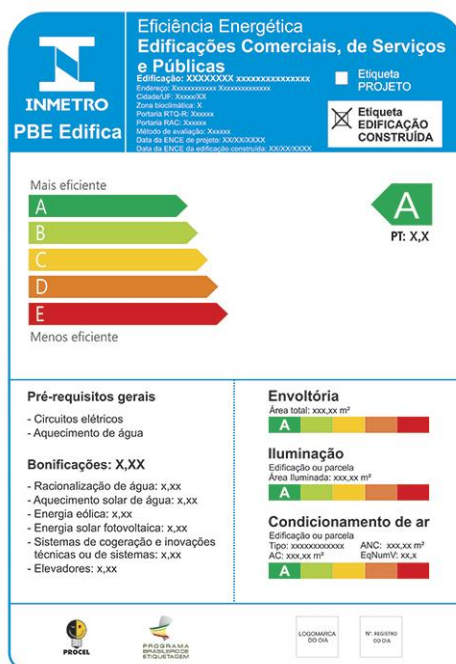 Eficiência Energética
Edificações Comerciais, de Serviços
e Públicas
Edificação: XXXXXXXX xxxxxxxxxxxxxxx
Endereço: Xxxxxxxxxxx Xxxxxxxxxxxxx
Cidade/UF: Xxxxx/XX
Zona bioclimática: X
Portaria RTQ-R: Xxxxxx
Portaria RAC: Xxxxxx
Método de avaliação: Xxxxxx
Data da ENCE de projeto: XX/XX/XXXX
Data da ENCE da edificação construída: XX/XX/XXXX
Etiqueta
PROJETO
Etiqueta
EDIFICAÇÃO
CONSTRUÍDA
INMETRO
PBE Edifica
Mais eficiente
A
B
C
D
E
Menos eficiente
A
PT: X,X
Pré-requisitos gerais
- Circuitos elétricos
- Aquecimento de água
Bonificações: X,XX
- Racionalização de água: x,xx
- Aquecimento solar de água: x,xx
- Energia eólica: x,xx
- Energia solar fotovoltaica: x,xx
- Sistemas de cogeração e inovações
técnicas ou de sistemas: x,xx
- Elevadores: x,xx
Envoltória
Área total: xxx,xx m²
A
Iluminação
Edificação ou parcela
Área Iluminada: xxx,xx m²
A
Condicionamento de ar
Edificação ou parcela
Tipo: xxxxxxxxxxxx ANC: xxx,xx m²
AC: xxx,xx m² EqNumV: xx,x
A
PROCEL
PROGRAMA
BRASILEIRO DE
ETIQUETAGEM
LOGOMARCA
DO OIA
N°. REGISTRO
DO OIA